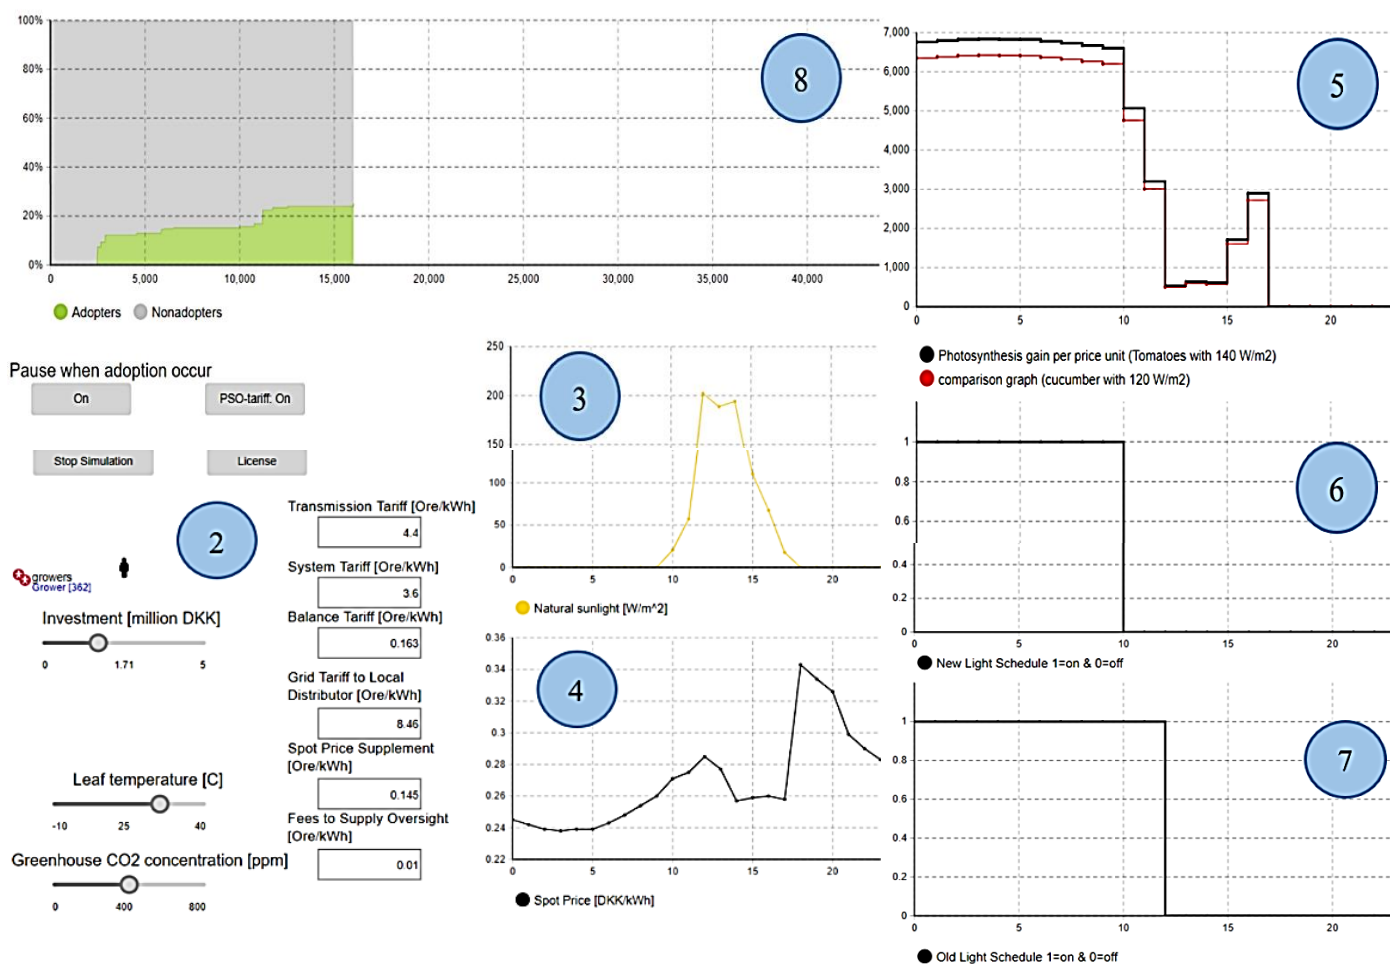 100%
80%
60%
40%
20%
0%
0 5,000 10,000 15,000 20,000 25,000 30,000 35,000 40,000
Adopters Nonadopters
8
7,000
6,000
5,000
4,000
3,000
2,000
1,000
0
0 5 10 15 20
5
Photosynthesis gain per price unit (Tomatoes with 140 W/m2)
comparison graph (cucumber with 120 W/m2)
Pause when adoption occur
On PSO-tariff: On
Stop Simulation License
2
growers
Grower [362]
Investment [million DKK]
0 1.71 5
Leaf temperature [C]
-10 25 40
Greenhouse CO2 concentration [ppm]
0 400 800
Transmission Tariff [Ore/kWh]
4.4
System Tariff [Ore/kWh]
3.6
Balance Tariff [Ore/kWh]
0.163
Grid Tariff to Local
Distributor [Ore/kWh]
8.46
Spot Price Supplement
[Ore/kWh]
0.145
Fees to Supply Oversight
[Ore/kWh]
0.01
250
200
150
100
50
0
0 5 10 15 20
3
Natural sunlight [W/m^2]
0.36
0.34
0.32
0.3
0.28
0.26
0.24
0.22
0 5 10 15 20
4
Spot Price [DKK/kWh]
1
0.8
0.6
0.4
0.2
0
0 5 10 15 20
6
New Light Schedule 1=on & 0=off
1
0.8
0.6
0.4
0.2
0
0 5 10 15 20
7
Old Light Schedule 1=on & 0=off